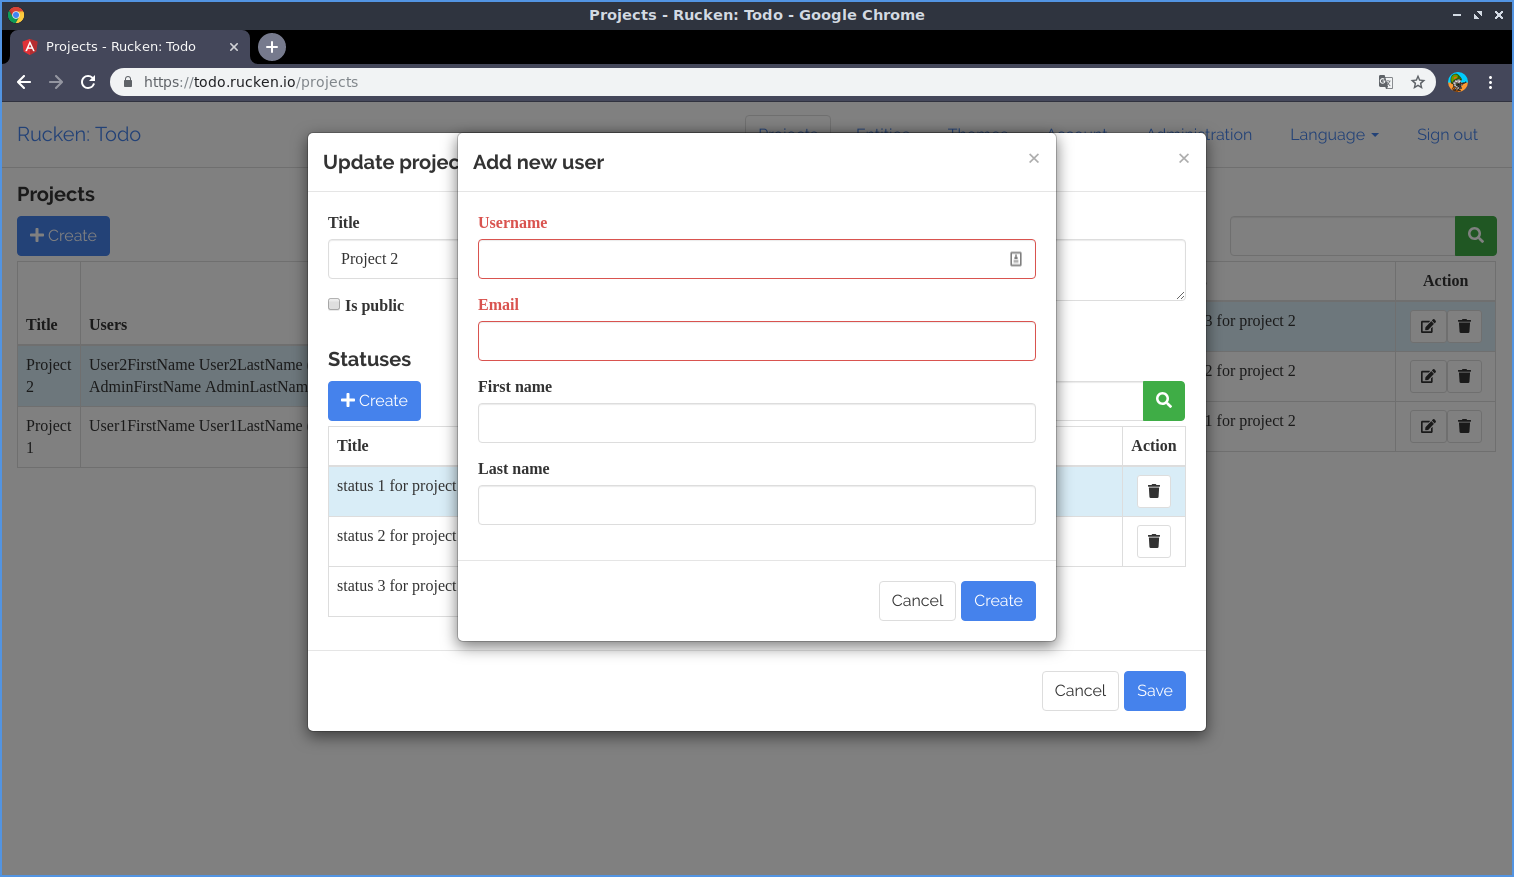 Projects - Rucken: Todo - Google Chrome
Projects - Rucken: Todo
https://todo.rucken.io/projects
Rucken: Todo
Projects Entities Themes Account Administration Language Sign out
Projects
Create
Title Users
Project 2
User2FirstName User2LastName
AdminFirstName AdminLastNam
Project 1
User1FirstName User1LastName
Action
3 for project 2
2 for project 2
1 for project 2
Update projec
Title
Project 2
Is public
Statuses
Create
Title Action
status 1 for project
status 2 for project
status 3 for project
Cancel Save
Add new user
Username
Email
First name
Last name
Cancel Create